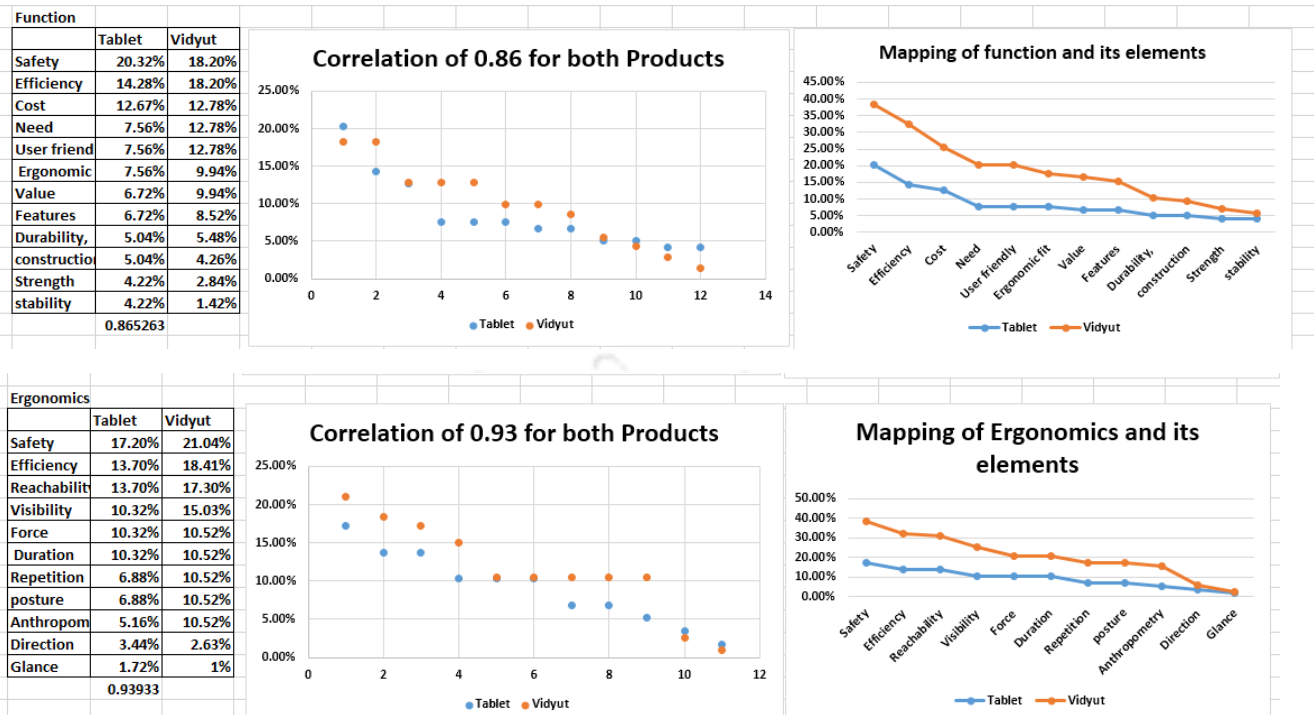 Function
Tablet Vidyut
Safety 20.32% 18.20%
Efficiency 14.28% 18.20%
Cost 12.67% 12.78%
Need 7.56% 12.78%
User friend 7.56% 12.78%
Ergonomic 7.56% 9.94%
Value 6.72% 9.94%
Features 6.72% 8.52%
Durability, 5.04% 5.48%
constructio 5.04% 4.26%
Strength 4.22% 2.84%
stability 4.22% 1.42%
0.865263
Correlation of 0.86 for both Products
25.00%
20.00%
15.00%
10.00%
5.00%
0.00%
0 2 4 6 8 10 12 14
Tablet Vidyut
Mapping of function and its elements
45.00%
40.00%
35.00%
30.00%
25.00%
20.00%
15.00%
10.00%
5.00%
0.00%
Safety Efficiency Cost Need User friendly Ergonomic fit Value Features Durability, construction Strength stability
Tablet Vidyut
Ergonomics
Tablet Vidyut
Safety 17.20% 21.04%
Efficiency 13.70% 18.41%
Reachabilit 13.70% 17.30%
Visibility 10.32% 15.03%
Force 10.32% 10.52%
Duration 10.32% 10.52%
Repetition 6.88% 10.52%
posture 6.88% 10.52%
Anthropom 5.16% 10.52%
Direction 3.44% 2.63%
Glance 1.72% 1%
0.93933
Correlation of 0.93 for both Products
25.00%
20.00%
15.00%
10.00%
5.00%
0.00%
0 2 4 6 8 10 12
Tablet Vidyut
Mapping of Ergonomics and its
elements
50.00%
40.00%
30.00%
20.00%
10.00%
0.00%
Safety Efficiency Reachability Visibility Force Duration Repetition posture Anthropometry Direction Glance
Tablet Vidyut